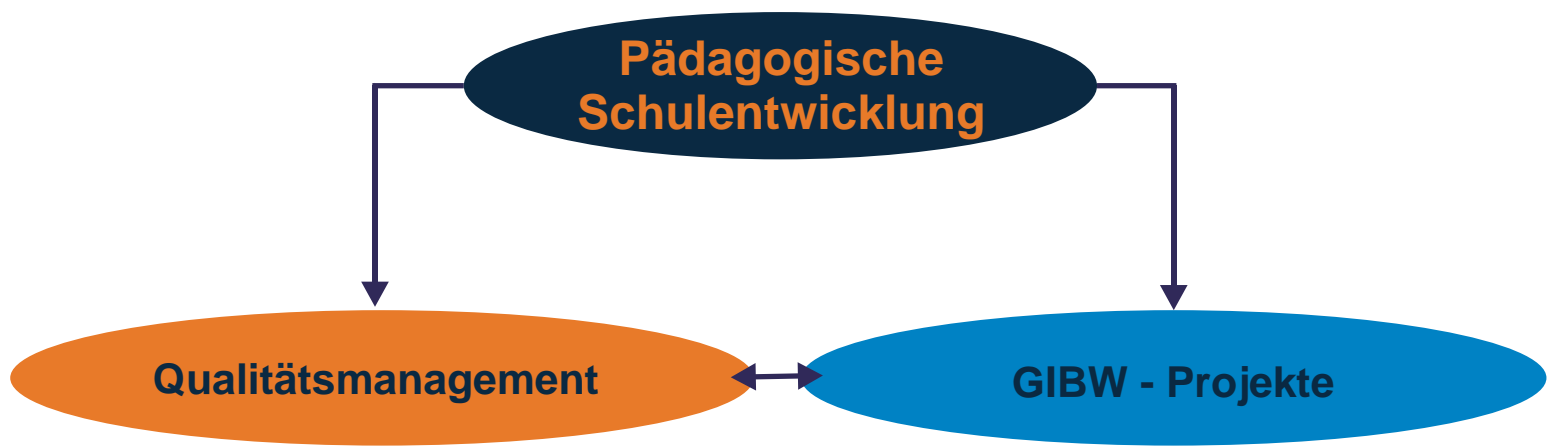 Pädagogische
Schulentwicklung
Qualitätsmanagement
GIBW - Projekte